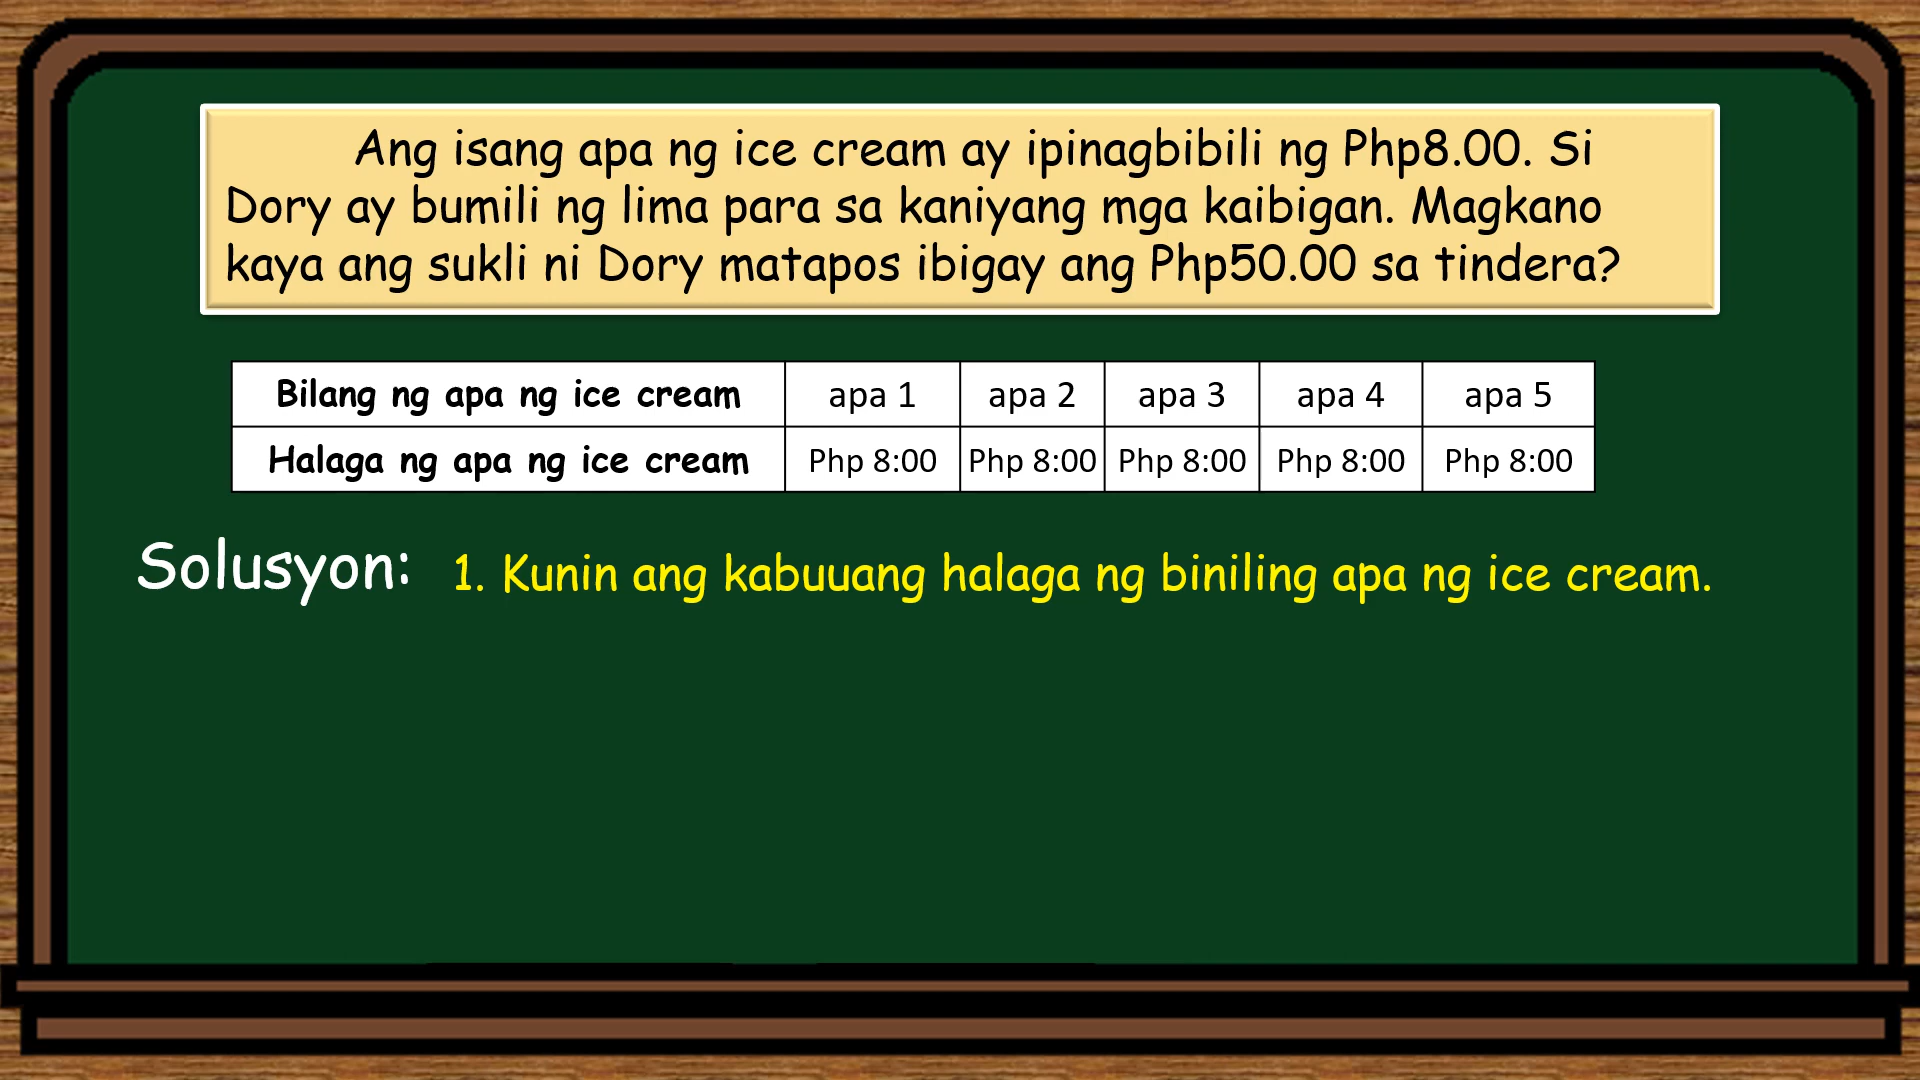 Ang isang apa ng ice cream ay ipinagbibili ng Php8.00. Si
Dory ay bumili ng lima para sa kaniyang mga kaibigan. Magkano
kaya ang sukli ni Dory matapos ibigay ang Php50.00 sa tindera?
Bilang ng apa ng ice cream apa 1 apa 2 apa 3 apa 4 apa 5
Halaga ng apa ng ice cream Php 8:00 Php 8:00 Php 8:00 Php 8:00 Php 8:00
Solusyon: 1. Kunin ang kabuuang halaga ng biniling apa ng ice cream.